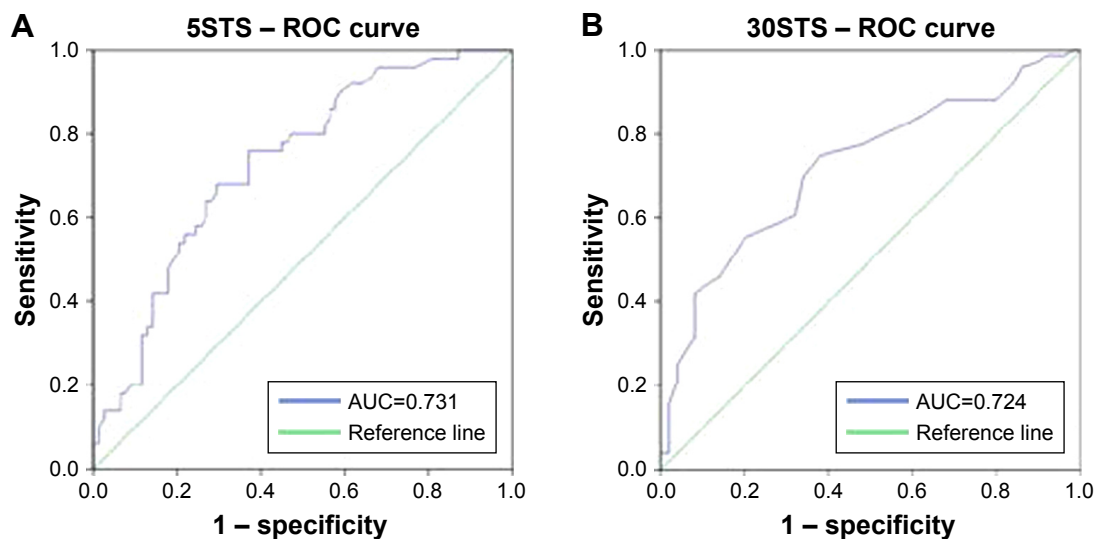 A
5STS – ROC curve
1.0
0.8
0.6
0.4
0.2
0.0
Sensitivity
AUC=0.731
Reference line
0.0 0.2 0.4 0.6 0.8 1.0
1 – specificity
B
30STS – ROC curve
1.0
0.8
0.6
0.4
0.2
0.0
Sensitivity
AUC=0.724
Reference line
0.0 0.2 0.4 0.6 0.8 1.0
1 – specificity